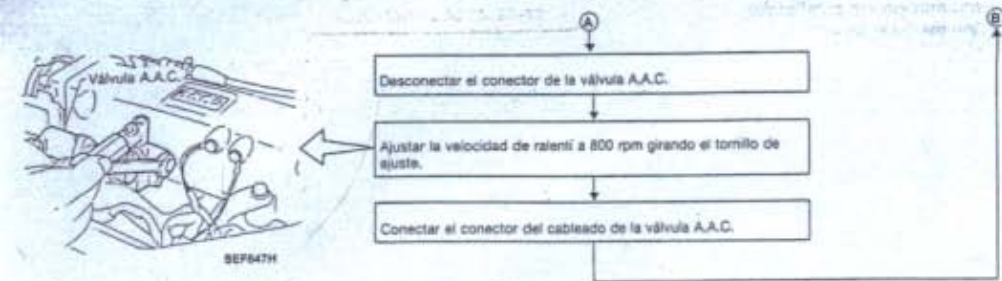 A
B
Válvula A.A.C.
Desconectar el conector de la válvula A.A.C.
Ajustar la velocidad de ralentí a 800 rpm girando el tornillo de
ajuste.
Conectar el conector del cableado de la válvula A.A.C.
SEF647H